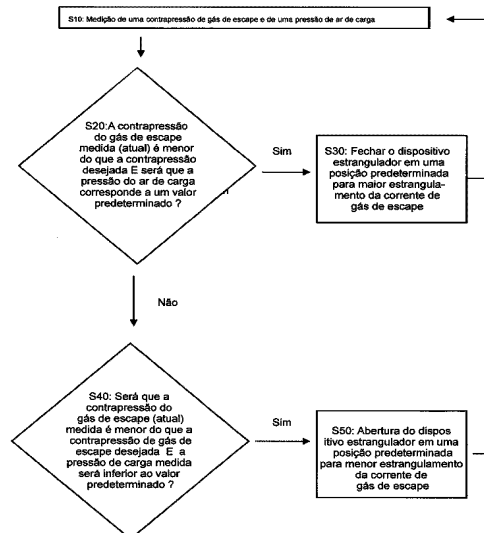 S10: Medição de uma contrapressão de gás de escape e de uma pressão de ar de carga
S20:A contrapressão
do gás de escape
medida (atual) é menor
do que a contrapressão
desejada E será que a
pressão do ar de carga
corresponde a um valor
predeterminado ?
Sim
S30: Fechar o dispositivo
estrangulador em uma
posição predeterminada
para maior estrangula-
mento da corrente de
gás de escape
Não
S40: Será que a
contrapressão do
gás de escape (atual)
medida é menor do que a
contrapressão de gás de
escape desejada E a
pressão de carga medida
será inferior ao valor
predeterminado ?
Sim
S50: Abertura do dispos
itivo estrangulador em uma
posição predeterminada
para menor estrangulamento
da corrente de
gás de escape